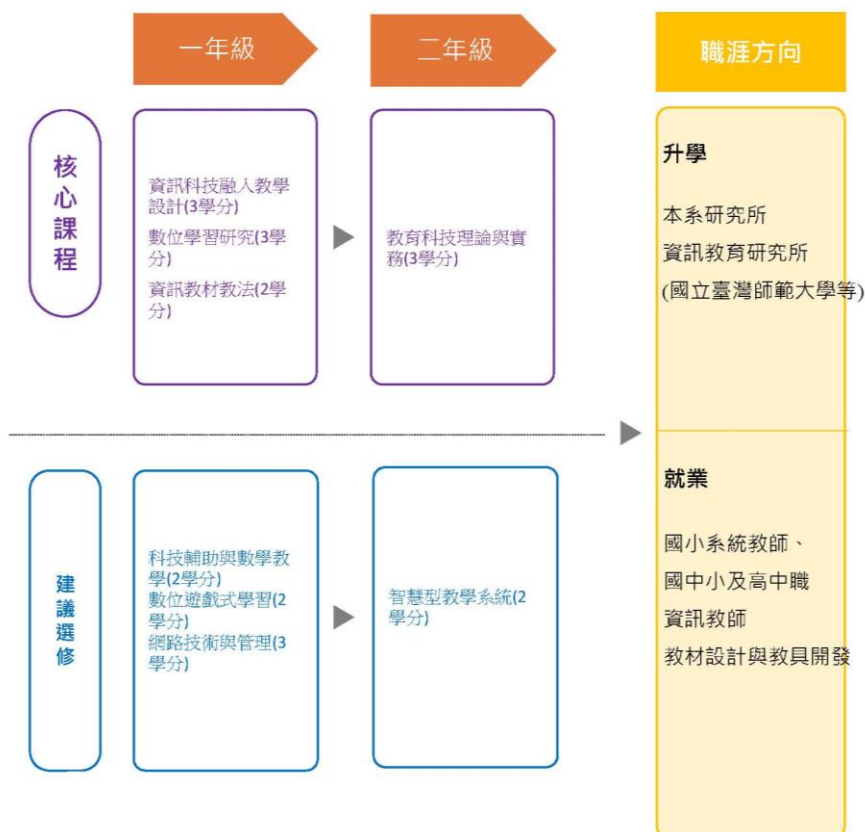 一年級
二年級
職涯方向
核心課程
資訊科技融入教學
設計(3學分)
數位學習研究(3學
分)
資訊教材教法(2學
分)
教育科技理論與實
務(3學分)
升學
本系研究所
資訊教育研究所
(國立臺灣師範大學等)
建議選修
科技輔助與數學教
學(2學分)
數位遊戲式學習(2
學分)
網路技術與管理(3
學分)
智慧型教學系統(2
學分)
就業
國小系統教師、
國中小及高中職
資訊教師
教材設計與教具開發